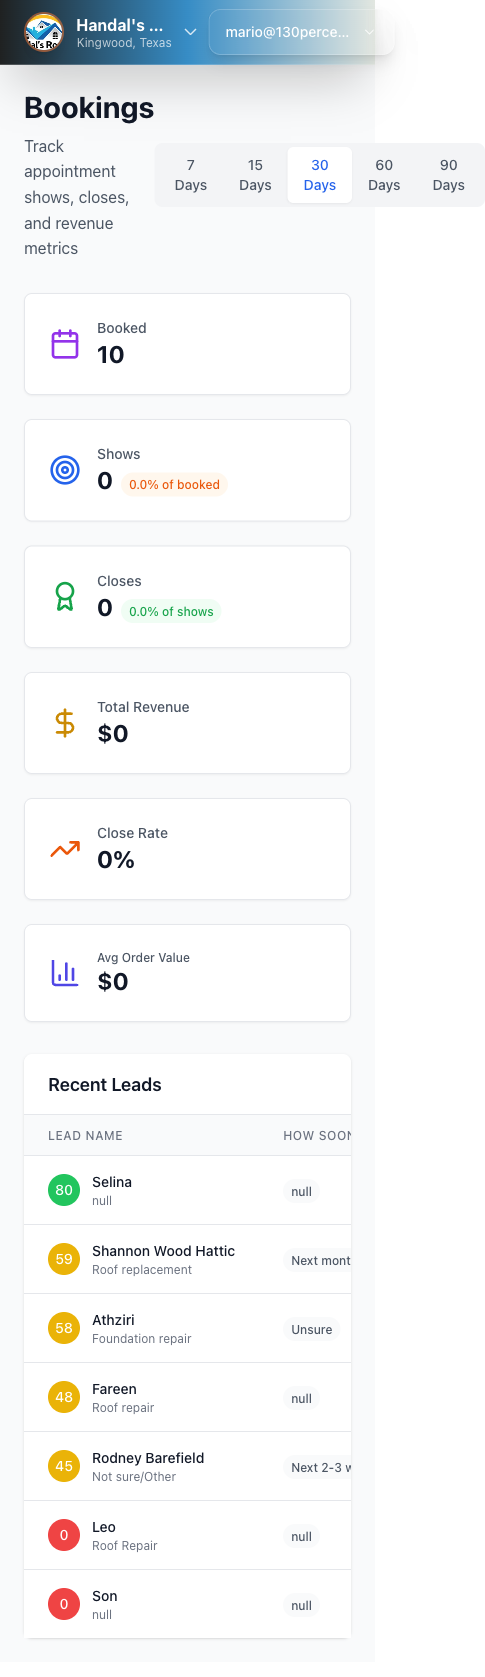 Handal's ...
Kingwood, Texas
mario@130perce...
Bookings
Track
appointment
shows, closes,
and revenue
metrics
7
Days
15
Days
30
Days
60
Days
90
Days
Booked
10
Shows
0 0.0% of booked
Closes
0 0.0% of shows
Total Revenue
$0
Close Rate
0%
Avg Order Value
$0
Recent Leads
LEAD NAME HOW SOON
80 Selina null
null
59 Shannon Wood Hattic Next mont
Roof replacement
58 Athziri Unsure
Foundation repair
48 Fareen null
Roof repair
45 Rodney Barefield Next 2-3 w
Not sure/Other
0 Leo null
Roof Repair
0 Son null
null